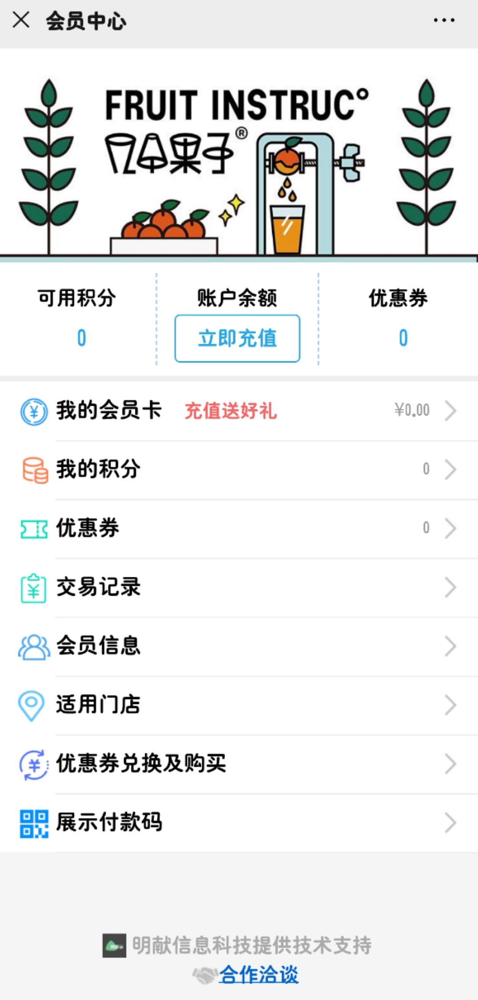 会员中心
FRUIT INSTRUC°
果子®
可用积分 账户余额 优惠券
0 立即充值 0
我的会员卡 充值送好礼 ¥0.00
我的积分 0
优惠券 0
交易记录
会员信息
适用门店
优惠券兑换及购买
展示付款码
明献信息科技提供技术支持
合作洽谈